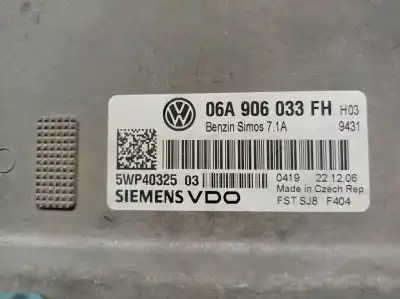 06A 906 033 FH H03
Benzin Simos 7.1A 9431
5WP40325 03
0419 22.12.06
Made in Czech Rep
SIEMENS VDO
FST SJ8 F404